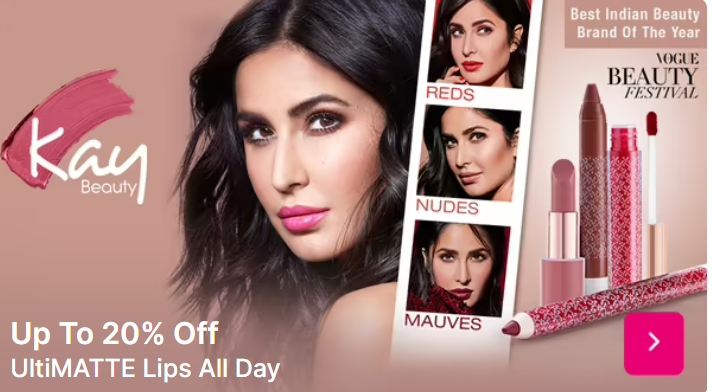 Kay
Beauty
REDS
NUDES
MAUVES
Best Indian Beauty
Brand Of The Year
VOGUE
BEAUTY
FESTIVAL
Up To 20% Off
UltiMATTE Lips All Day